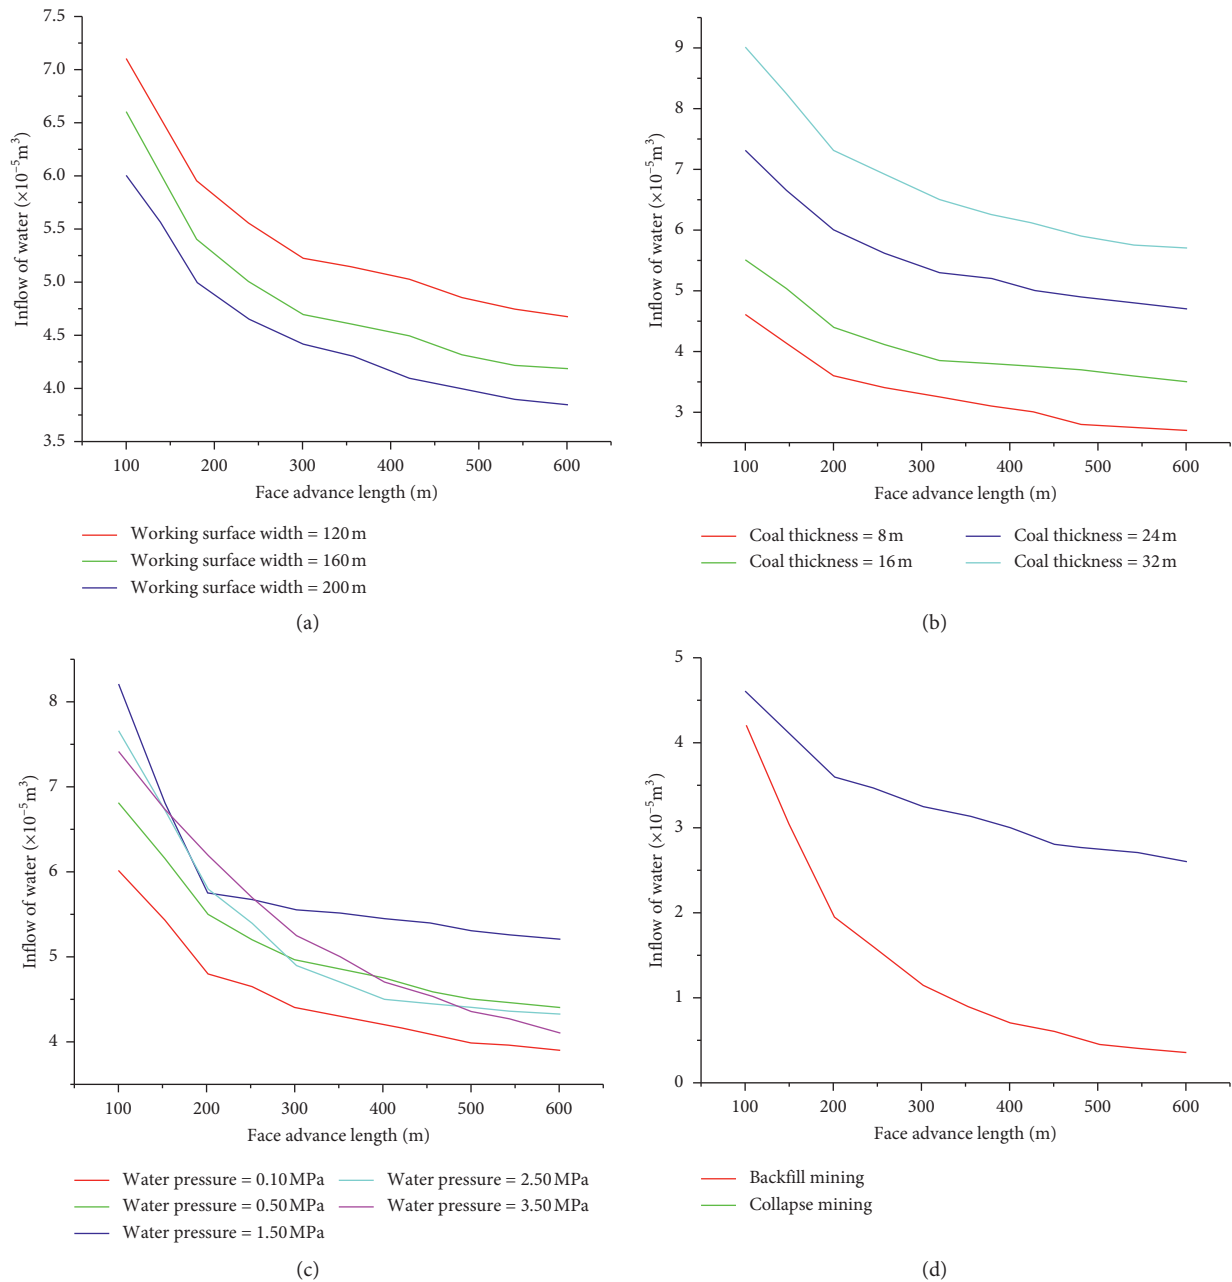 7.5
7.0
6.5
6.0
5.5
5.0
4.5
4.0
3.5
Inflow of water (×10⁻⁵m³)
100 200 300 400 500 600
Face advance length (m)
Working surface width = 120 m
Working surface width = 160 m
Working surface width = 200 m
(a)
9
8
7
6
5
4
3
Inflow of water (×10⁻⁵m³)
100 200 300 400 500 600
Face advance length (m)
Coal thickness = 8 m
Coal thickness = 16 m
Coal thickness = 24 m
Coal thickness = 32 m
(b)
8
7
6
5
4
Inflow of water (×10⁻⁵m³)
100 200 300 400 500 600
Face advance length (m)
Water pressure = 0.10 MPa
Water pressure = 0.50 MPa
Water pressure = 1.50 MPa
Water pressure = 2.50 MPa
Water pressure = 3.50 MPa
(c)
5
4
3
2
1
0
Inflow of water (×10⁻⁵m³)
100 200 300 400 500 600
Face advance length (m)
Backfill mining
Collapse mining
(d)